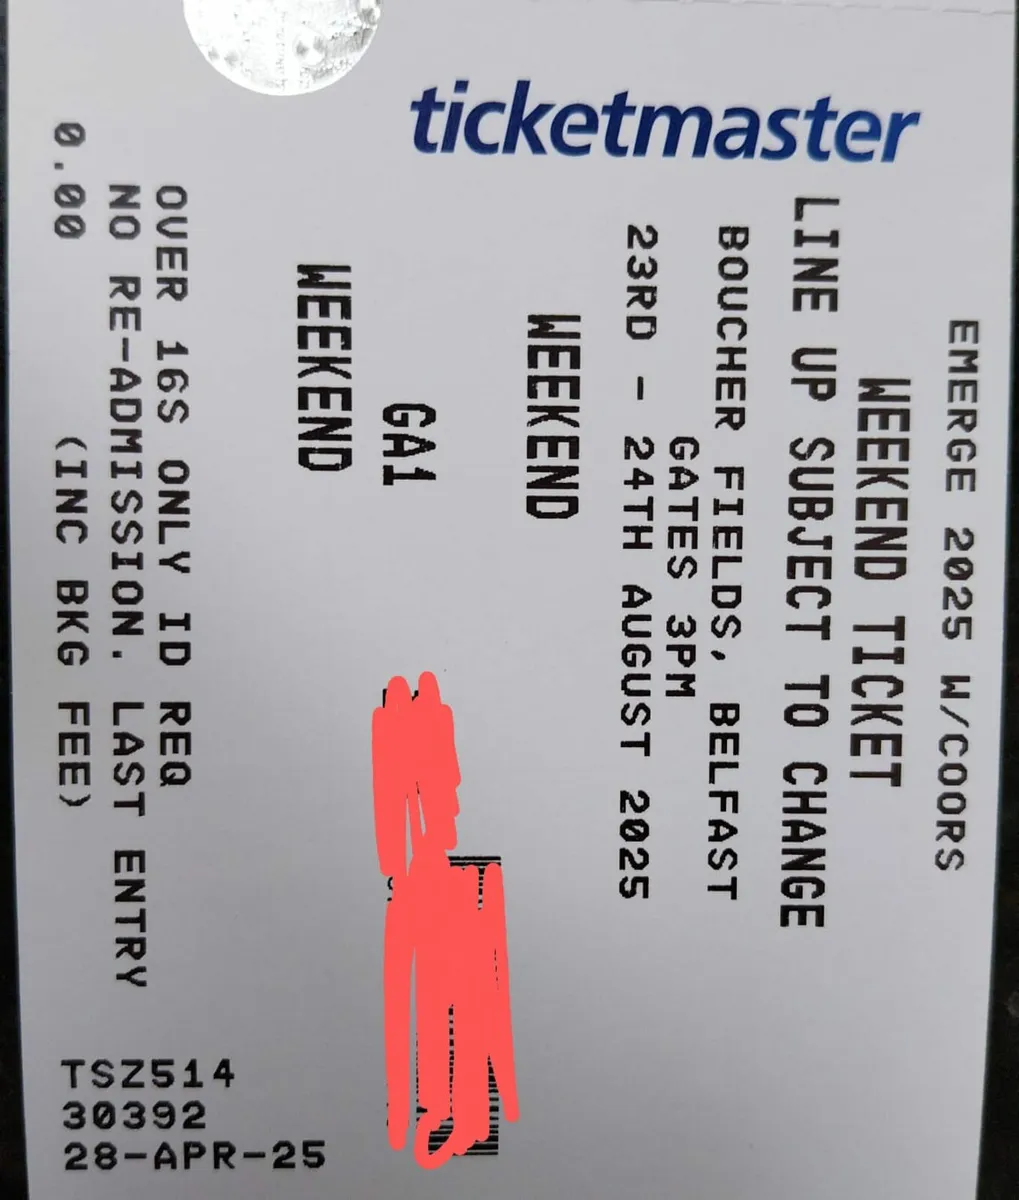 ticketmaster
EMERGE 2025 W/COORS
WEEKEND TICKET
LINE UP SUBJECT TO CHANGE
BOUCHER FIELDS, BELFAST
GATES 3PM
23RD - 24TH AUGUST 2025
WEEKEND
GA1
WEEKEND
OVER 16S ONLY ID REQ
NO RE-ADMISSION. LAST ENTRY
0.00 (INC BKG FEE)
TSZ514
30392
28-APR-25